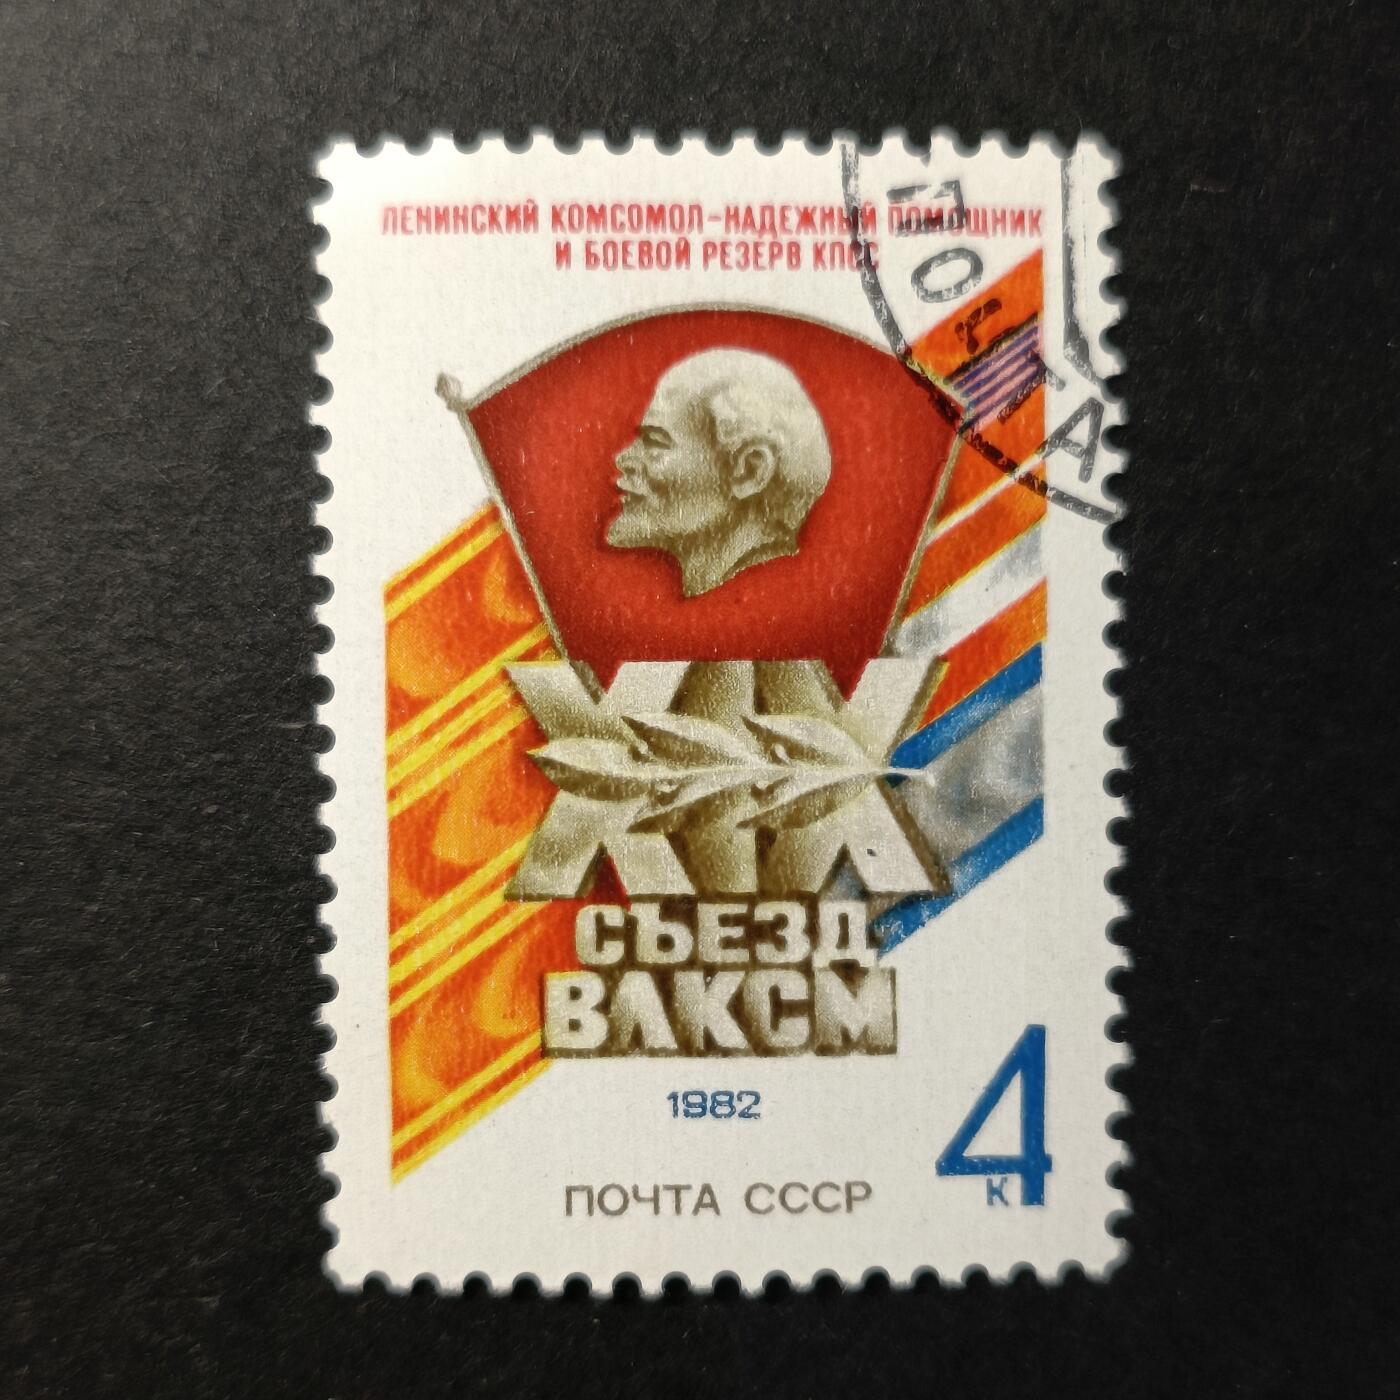 ЛЕНИНСКИЙ КОМСОМОЛ-НАДЕЖНЫЙ ПОМОЩНИК
И БОЕВОЙ РЕЗЕРВ КПСС
XIX
СЪЕЗД
ВЛКСМ
1982
4
К
ПОЧТА СССР